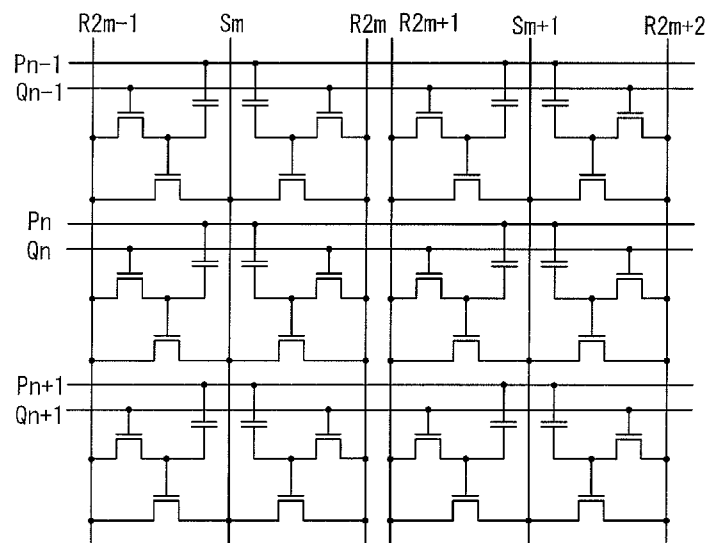 R2m-1 Sm R2m R2m+1 Sm+1 R2m+2
Pn-1
Qn-1
Pn
Qn
Pn+1
Qn+1